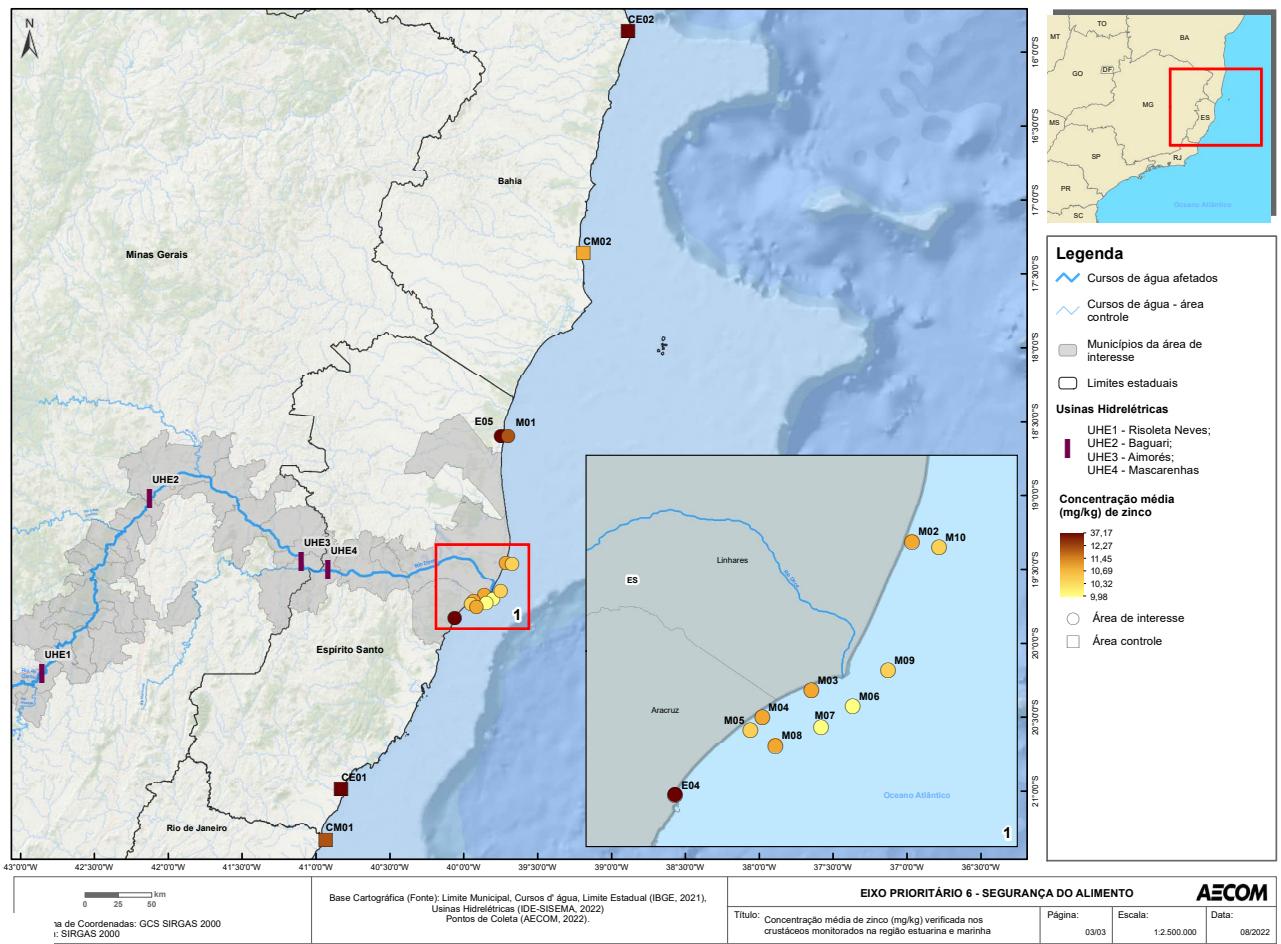 N
CE02
Bahia
CM02
Minas Gerais
E05
M01
UHE2
UHE3
UHE4
Rio Doce
1
Espírito Santo
UHE1
CE01
CM01
Rio de Janeiro
43°0'0"W
42°30'0"W
42°0'0"W
41°30'0"W
41°0'0"W
40°30'0"W
40°0'0"W
39°30'0"W
39°0'0"W
38°30'0"W
38°0'0"W
37°30'0"W
37°0'0"W
36°30'0"W
16°0'0"S
16°30'0"S
17°0'0"S
17°30'0"S
18°0'0"S
18°30'0"S
19°0'0"S
19°30'0"S
20°0'0"S
20°30'0"S
21°0'0"S
M02
M10
Linhares
ES
Rio Doce
M09
M03
M06
Aracruz
M04
M05
M07
M08
E04
Oceano Atlântico
1
TO
MT
BA
GO
DF
MG
MS
ES
SP
RJ
PR
SC
Oceano Atlântico
Legenda
Cursos de água afetados
Cursos de água - área
controle
Municípios da área de
interesse
Limites estaduais
Usinas Hidrelétricas
UHE1 - Risoleta Neves;
UHE2 - Baguari;
UHE3 - Aimorés;
UHE4 - Mascarenhas
Concentração média
(mg/kg) de zinco
37,17
12,27
11,45
10,69
10,32
9,98
Área de interesse
Área controle
km
0 25 50
na de Coordenadas: GCS SIRGAS 2000
: SIRGAS 2000
Base Cartográfica (Fonte): Limite Municipal, Cursos d' água, Limite Estadual (IBGE, 2021),
Usinas Hidrelétricas (IDE-SISEMA, 2022)
Pontos de Coleta (AECOM, 2022).
EIXO PRIORITÁRIO 6 - SEGURANÇA DO ALIMENTO
AECOM
Título: Concentração média de zinco (mg/kg) verificada nos
crustáceos monitorados na região estuarina e marinha
Página:
03/03
Escala:
1:2.500.000
Data:
08/2022